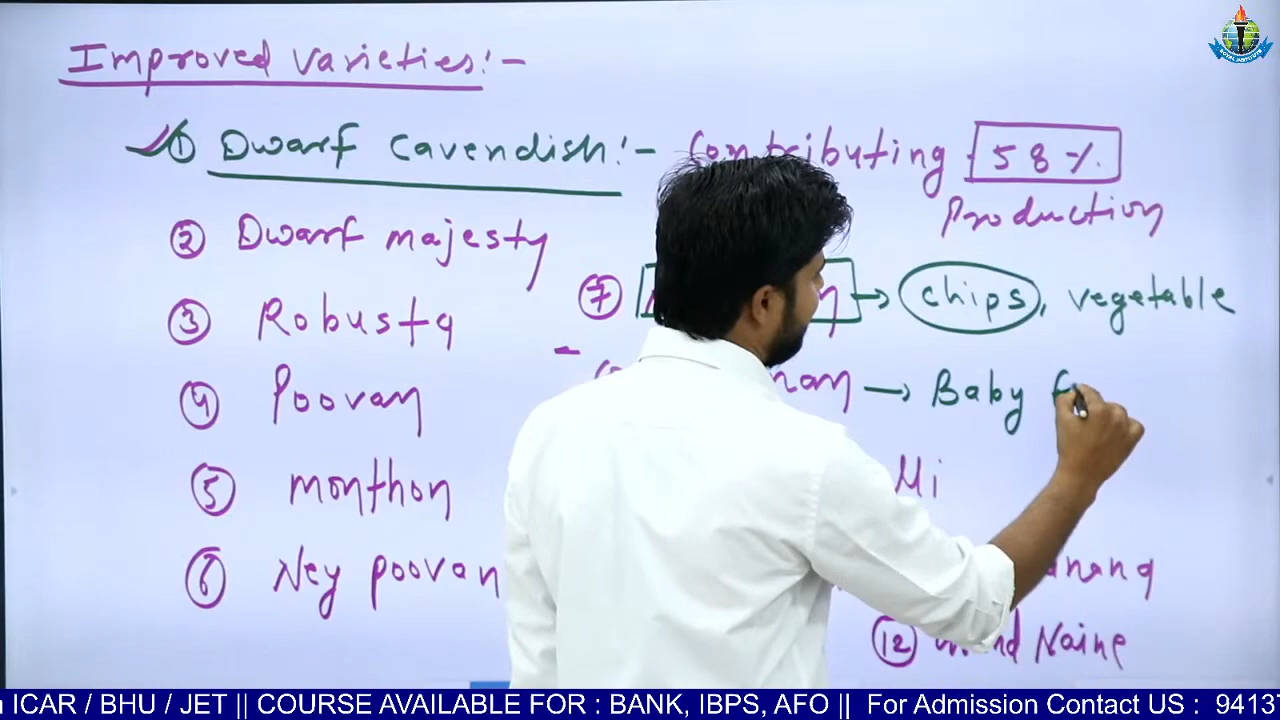 Improved varieties:-
① Dwarf Cavendish:- Contributing 58%
Production
② Dwarf majesty
⑦ → chips, vegetable
③ Robusta
④ Poovan
→ Baby
⑤ monthon
⑥ Ney poovan
⑫ Naine
ICAR / BHU / JET || COURSE AVAILABLE FOR : BANK, IBPS, AFO || For Admission Contact US : 9413